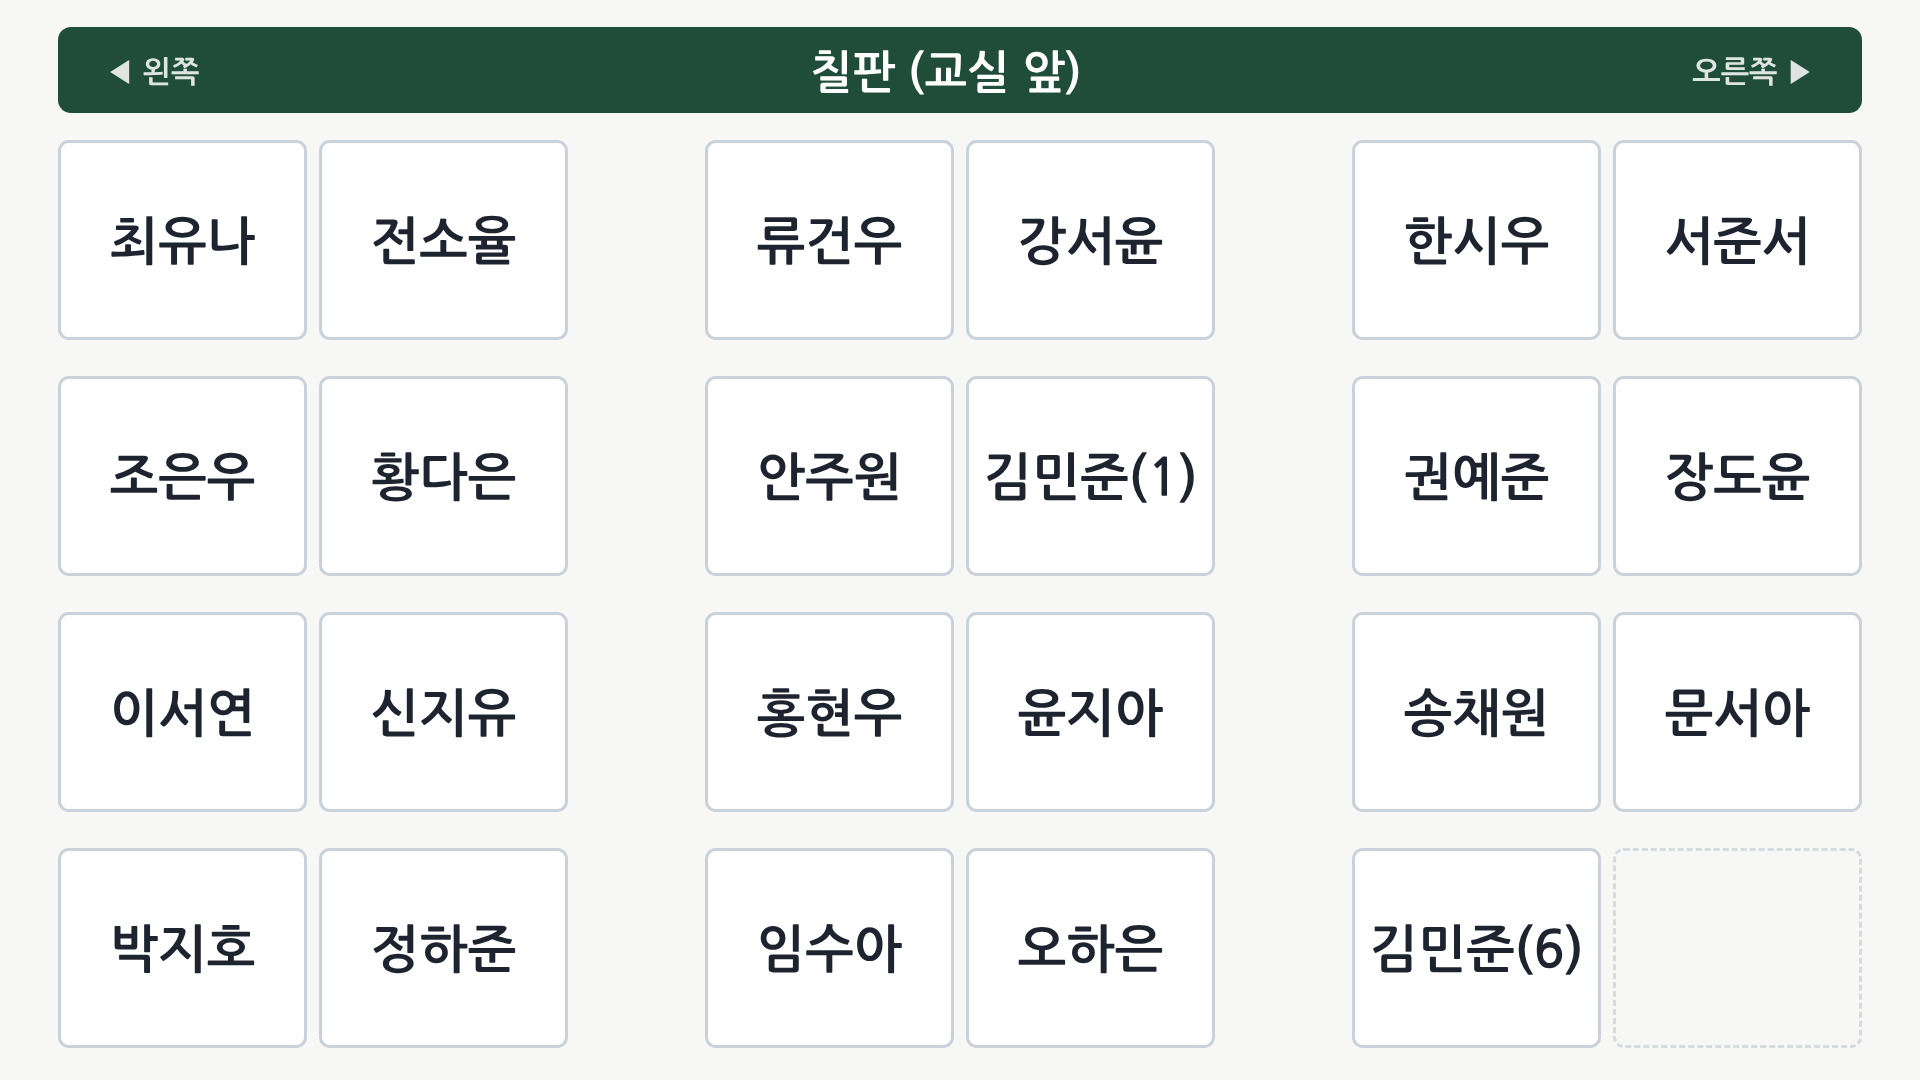 ◀ 왼쪽 칠판 (교실 앞) 오른쪽 ▶
최유나 전소율 류건우 강서윤 한시우 서준서
조은우 황다은 안주원 김민준(1) 권예준 장도윤
이서연 신지유 홍현우 윤지아 송채원 문서아
박지호 정하준 임수아 오하은 김민준(6)